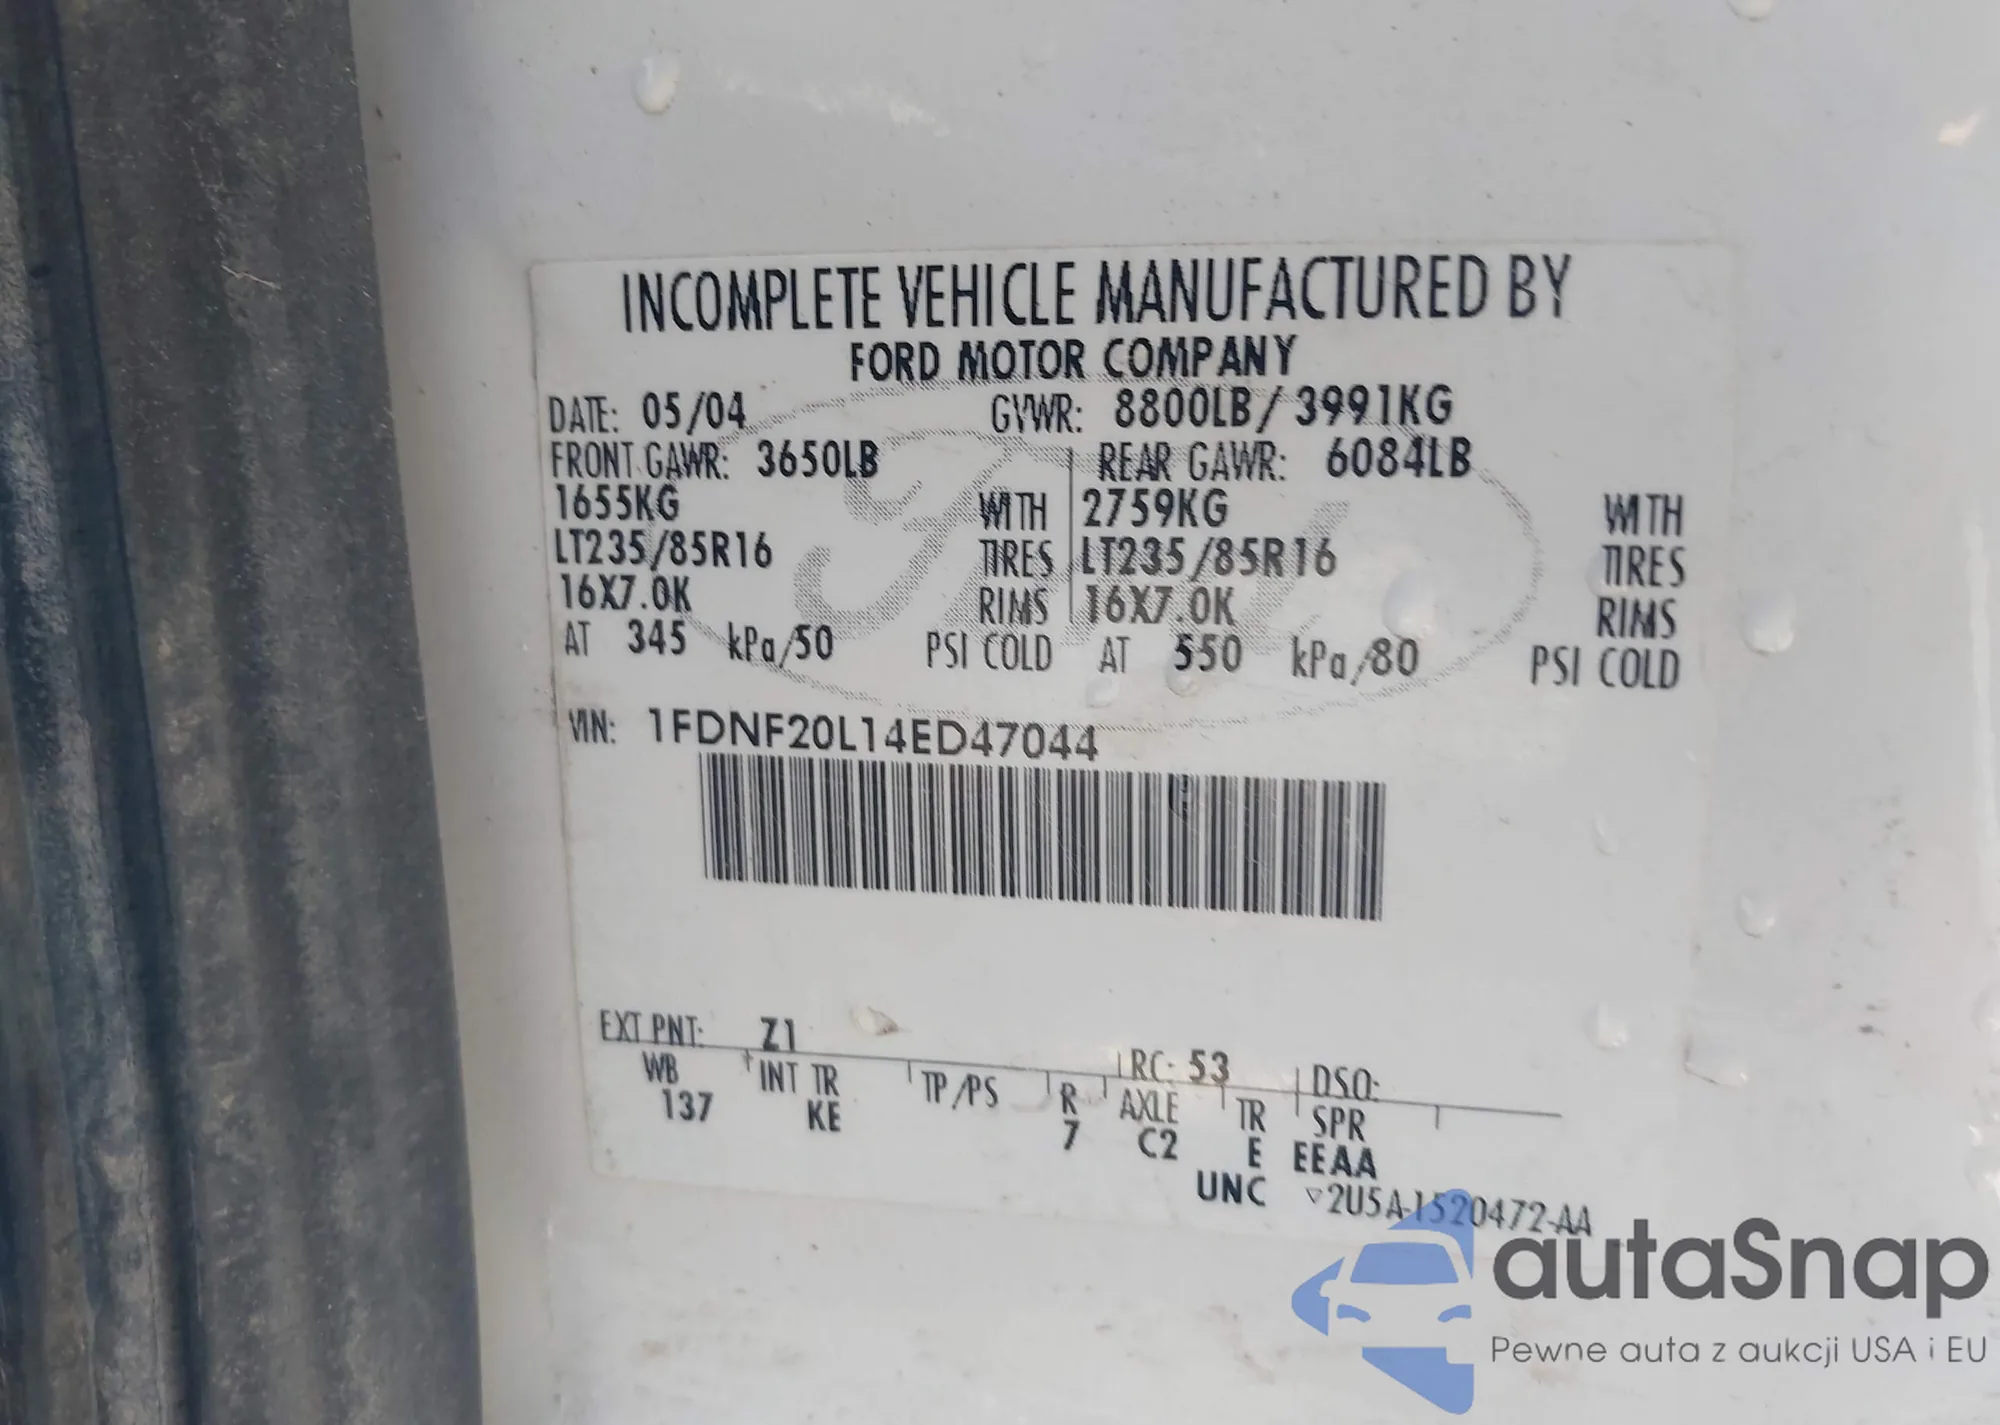 INCOMPLETE VEHICLE MANUFACTURED BY
FORD MOTOR COMPANY
DATE: 05/04 GVWR: 8800LB/3991KG
FRONT GAWR: 3650LB REAR GAWR: 6084LB
1655KG WITH 2759KG WITH
LT235/85R16 TIRES LT235/85R16 TIRES
16X7.0K RIMS 16X7.0K RIMS
AT 345 kPa/50 PSI COLD AT 550 kPa/80 PSI COLD
VIN: 1FDNF20L14ED47044
EXT PNT: Z1 RC: 53 DSO:
WB INT TR TP/PS R AXLE TR SPR
137 KE 7 C2 E EEAA
UNC ▽2U5A-1520472-AA
autaSnap
Pewne auta z aukcji USA i EU